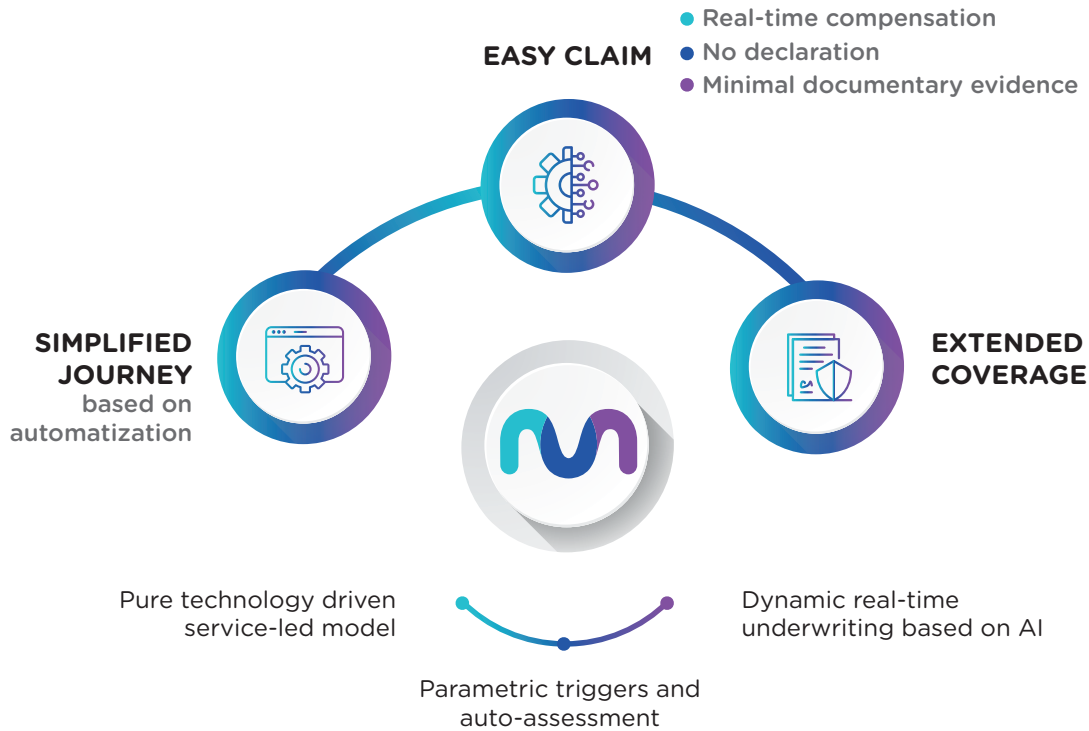 EASY CLAIM
Real-time compensation
No declaration
Minimal documentary evidence
SIMPLIFIED
JOURNEY
based on
automatization
EXTENDED
COVERAGE
Pure technology driven
service-led model
Parametric triggers and
auto-assessment
Dynamic real-time
underwriting based on AI